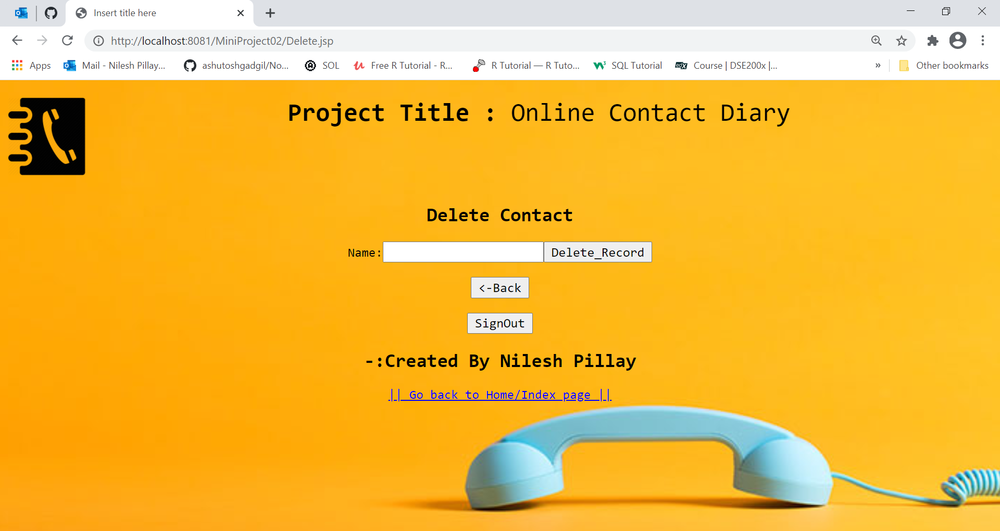 Insert title here
http://localhost:8081/MiniProject02/Delete.jsp
Apps Mail - Nilesh Pillay... ashutoshgadgil/No... SOL Free R Tutorial - R... R Tutorial — R Tuto... SQL Tutorial Course | DSE200x |... » Other bookmarks
Project Title : Online Contact Diary
Delete Contact
Name: Delete_Record
<-Back
SignOut
-:Created By Nilesh Pillay
|| Go back to Home/Index page ||